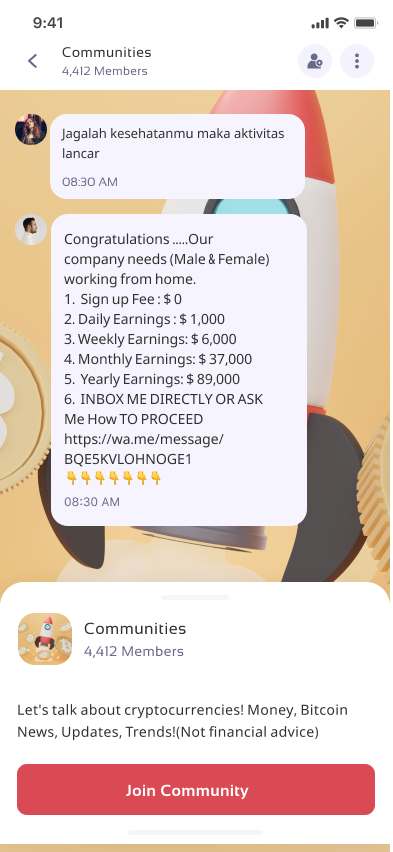 9:41
Communities
4,412 Members
Jagalah kesehatanmu maka aktivitas
lancar
08:30 AM
Congratulations .....Our
company needs (Male & Female)
working from home.
1. Sign up Fee : $ 0
2. Daily Earnings : $ 1,000
3. Weekly Earnings: $ 6,000
4. Monthly Earnings: $ 37,000
5. Yearly Earnings: $ 89,000
6. INBOX ME DIRECTLY OR ASK
Me How TO PROCEED
https://wa.me/message/
BQE5KVLOHNOGE1
👇👇👇👇👇👇👇
08:30 AM
Communities
4,412 Members
Let's talk about cryptocurrencies! Money, Bitcoin
News, Updates, Trends!(Not financial advice)
Join Community